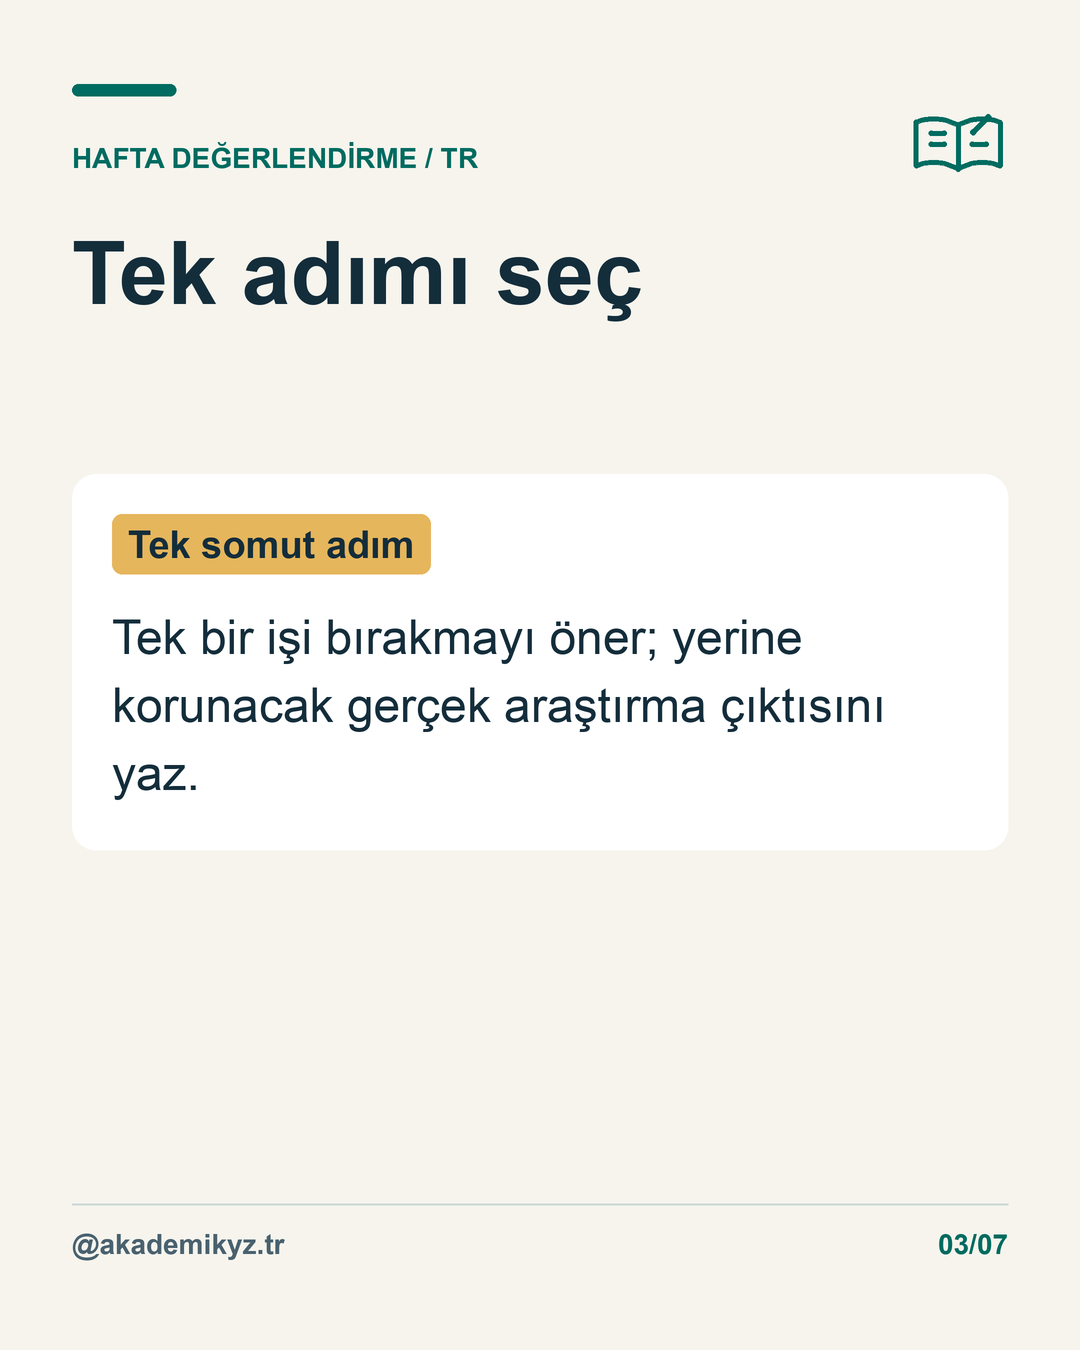 HAFTA DEĞERLENDİRME / TR
Tek adımı seç
Tek somut adım
Tek bir işi bırakmayı öner; yerine
korunacak gerçek araştırma çıktısını
yaz.
@akademikyz.tr
03/07